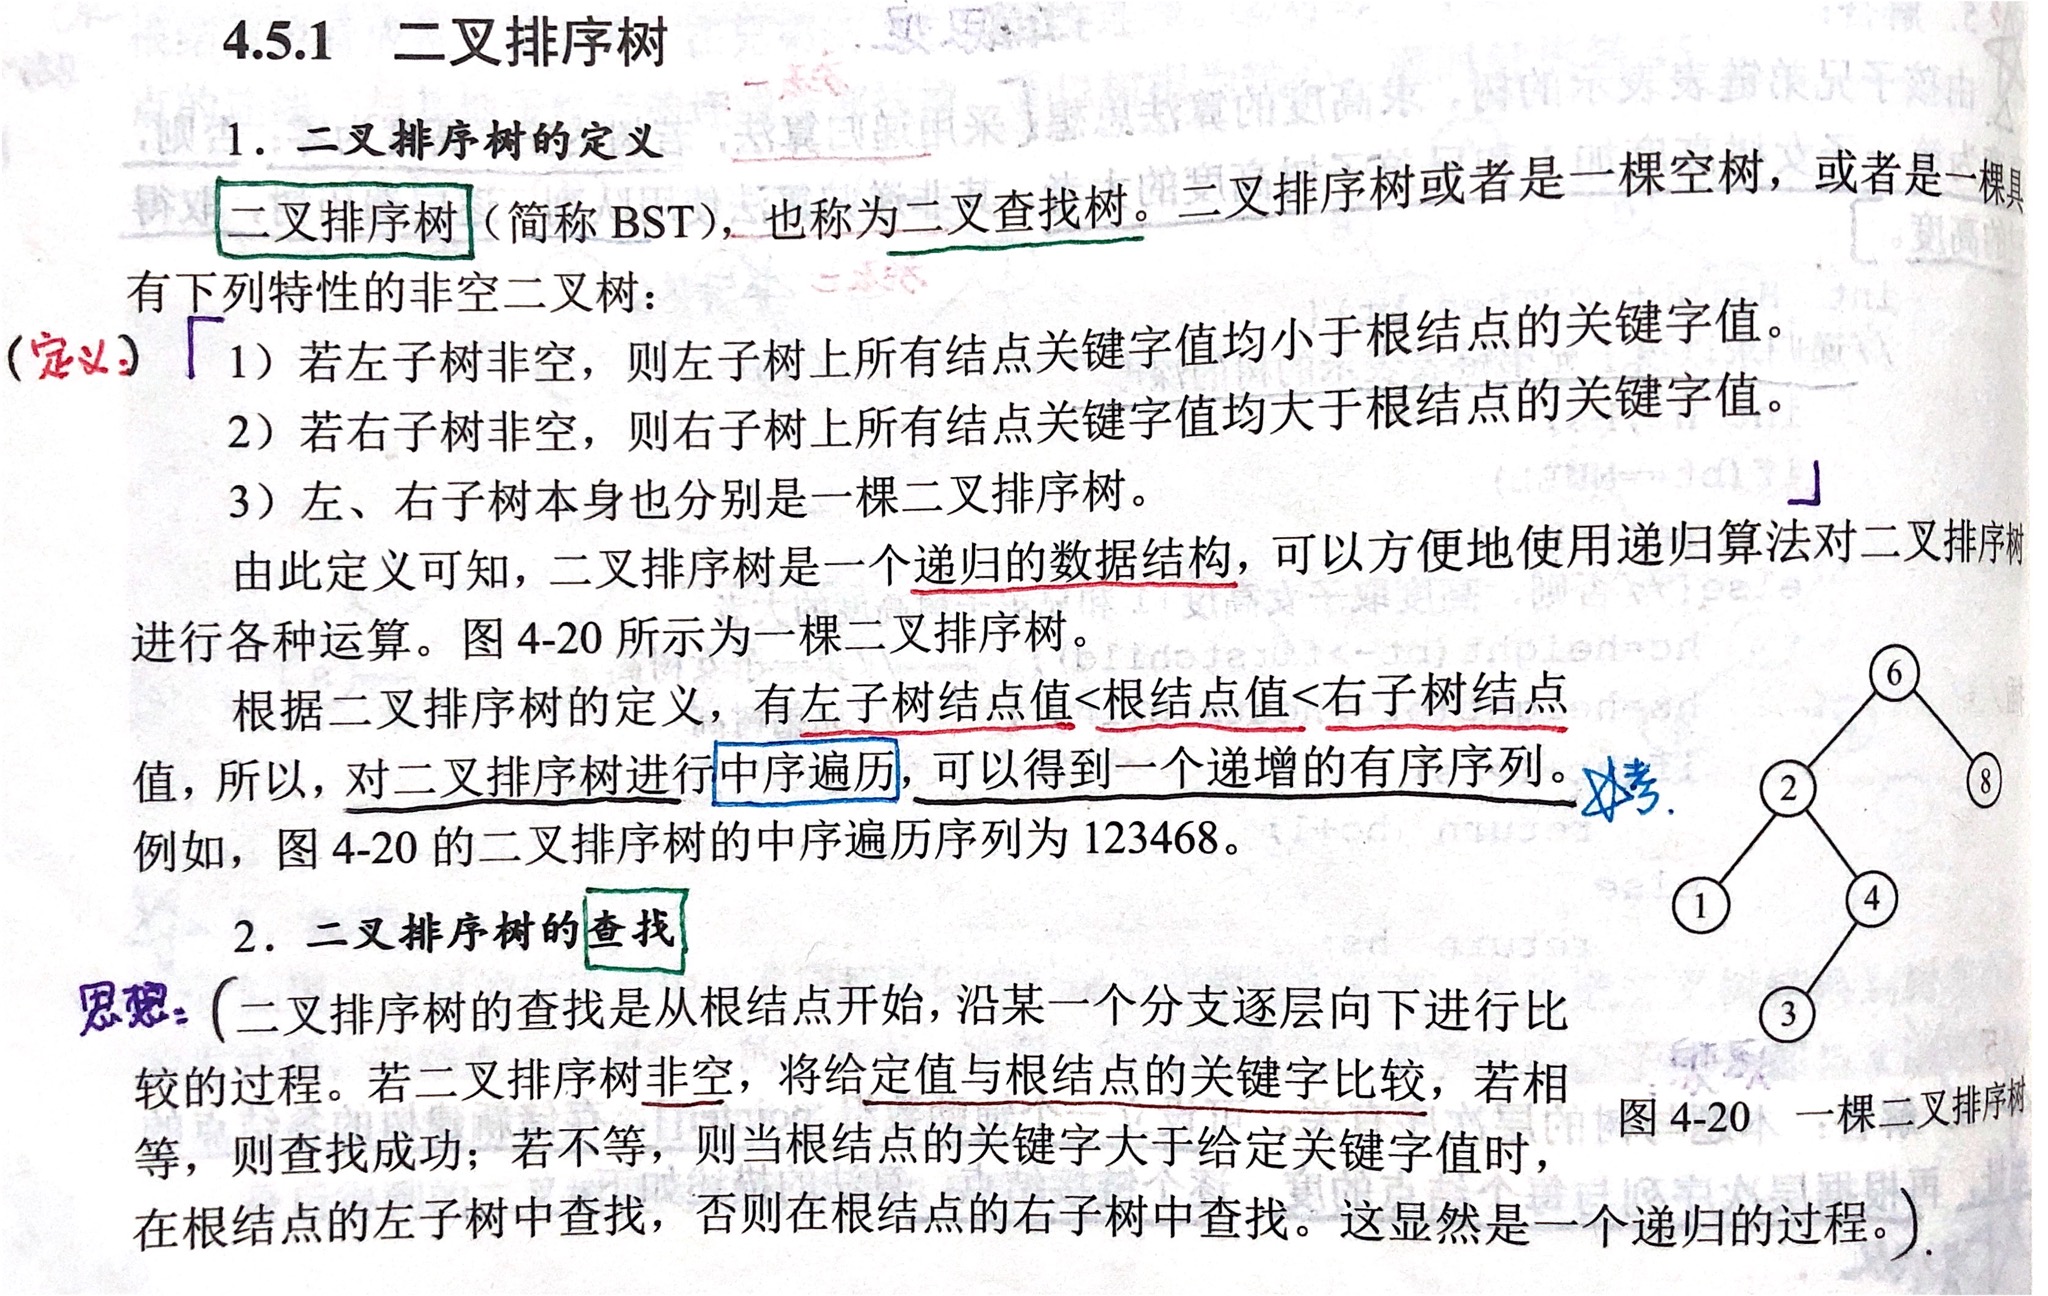 4.5.1 二叉排序树
1. 二叉排序树的定义
二叉排序树（简称 BST），也称为二叉查找树。二叉排序树或者是一棵空树，或者是一棵具
有下列特性的非空二叉树：
（定义：）
1）若左子树非空，则左子树上所有结点关键字值均小于根结点的关键字值。
2）若右子树非空，则右子树上所有结点关键字值均大于根结点的关键字值。
3）左、右子树本身也分别是一棵二叉排序树。
由此定义可知，二叉排序树是一个递归的数据结构，可以方便地使用递归算法对二叉排序树
进行各种运算。图 4-20 所示为一棵二叉排序树。
根据二叉排序树的定义，有左子树结点值<根结点值<右子树结点
值，所以，对二叉排序树进行中序遍历，可以得到一个递增的有序序列。
考.
例如，图 4-20 的二叉排序树的中序遍历序列为 123468。
2. 二叉排序树的查找
思想：
（二叉排序树的查找是从根结点开始，沿某一个分支逐层向下进行比
较的过程。若二叉排序树非空，将给定值与根结点的关键字比较，若相
等，则查找成功；若不等，则当根结点的关键字大于给定关键字值时，
在根结点的左子树中查找，否则在根结点的右子树中查找。这显然是一个递归的过程。）.
6
2
8
1
4
3
图 4-20 一棵二叉排序树